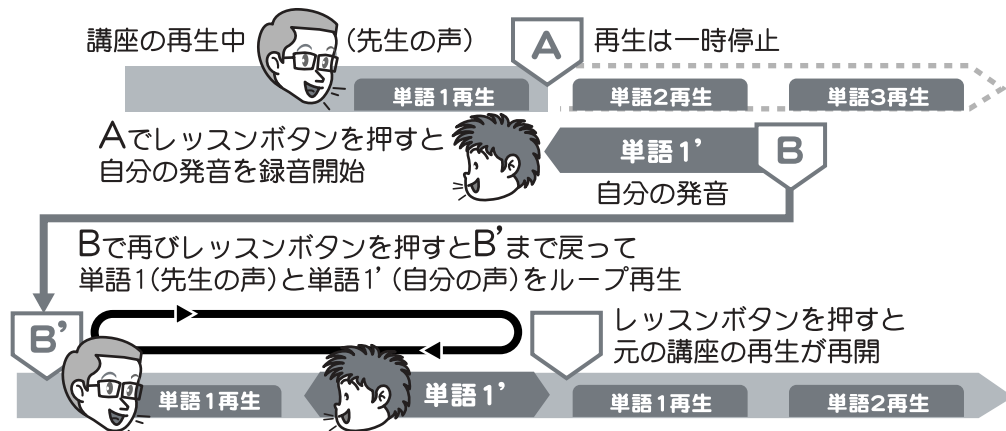 講座の再生中
(先生の声)
A
再生は一時停止
単語1再生
単語2再生
単語3再生
Aでレッスンボタンを押すと
自分の発音を録音開始
単語1’
B
自分の発音
Bで再びレッスンボタンを押すとB’まで戻って
単語1(先生の声)と単語1’(自分の声)をループ再生
B’
レッスンボタンを押すと
元の講座の再生が再開
単語1再生
単語1’
単語1再生
単語2再生